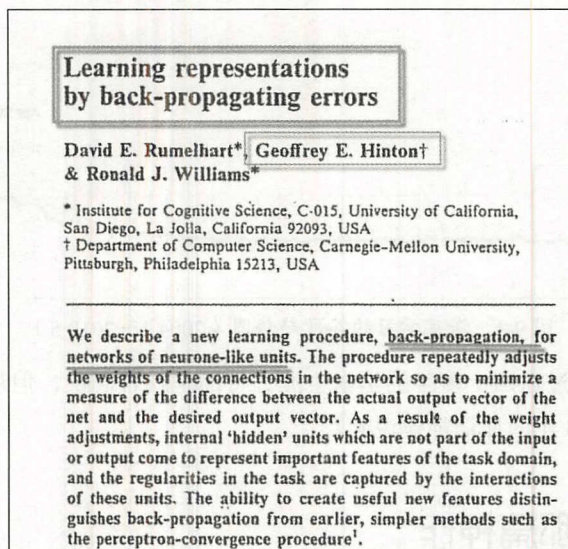 Learning representations
by back-propagating errors
David E. Rumelhart*, Geoffrey E. Hinton†
& Ronald J. Williams*
* Institute for Cognitive Science, C-015, University of California,
San Diego, La Jolla, California 92093, USA
† Department of Computer Science, Carnegie-Mellon University,
Pittsburgh, Philadelphia 15213, USA
We describe a new learning procedure, back-propagation, for
networks of neurone-like units. The procedure repeatedly adjusts
the weights of the connections in the network so as to minimize a
measure of the difference between the actual output vector of the
net and the desired output vector. As a result of the weight
adjustments, internal 'hidden' units which are not part of the input
or output come to represent important features of the task domain,
and the regularities in the task are captured by the interactions
of these units. The ability to create useful new features distin-
guishes back-propagation from earlier, simpler methods such as
the perceptron-convergence procedure¹.